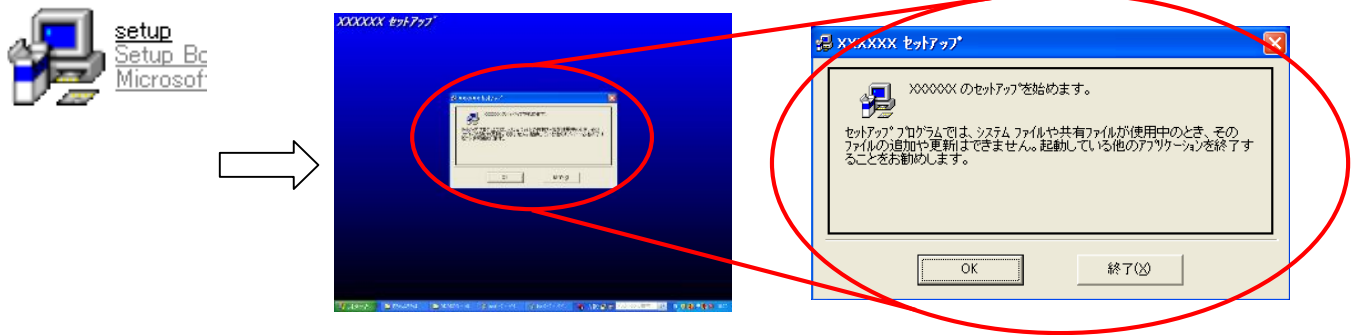 setup
Setup Bo
Microsof
XXXXXX セットアップ
XXXXXX セットアップ
XXXXXX のセットアップを始めます。
セットアップ プログラムでは、システム ファイルや共有ファイルが使用中のとき、その
ファイルの追加や更新はできません。起動している他のアプリケーションを終了す
ることをお勧めします。
OK
終了(X)